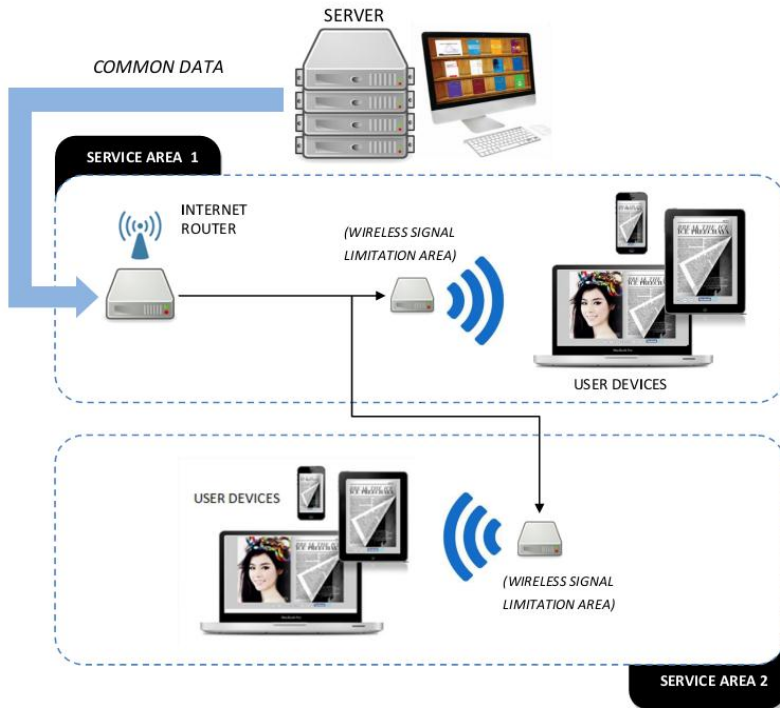 SERVER
COMMON DATA
SERVICE AREA 1
INTERNET
ROUTER
(WIRELESS SIGNAL
LIMITATION AREA)
USER DEVICES
USER DEVICES
(WIRELESS SIGNAL
LIMITATION AREA)
SERVICE AREA 2